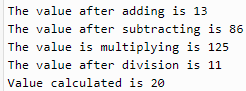 The value after adding is 13
The value after subtracting is 86
The value is multiplying is 125
The value after division is 11
Value calculated is 20